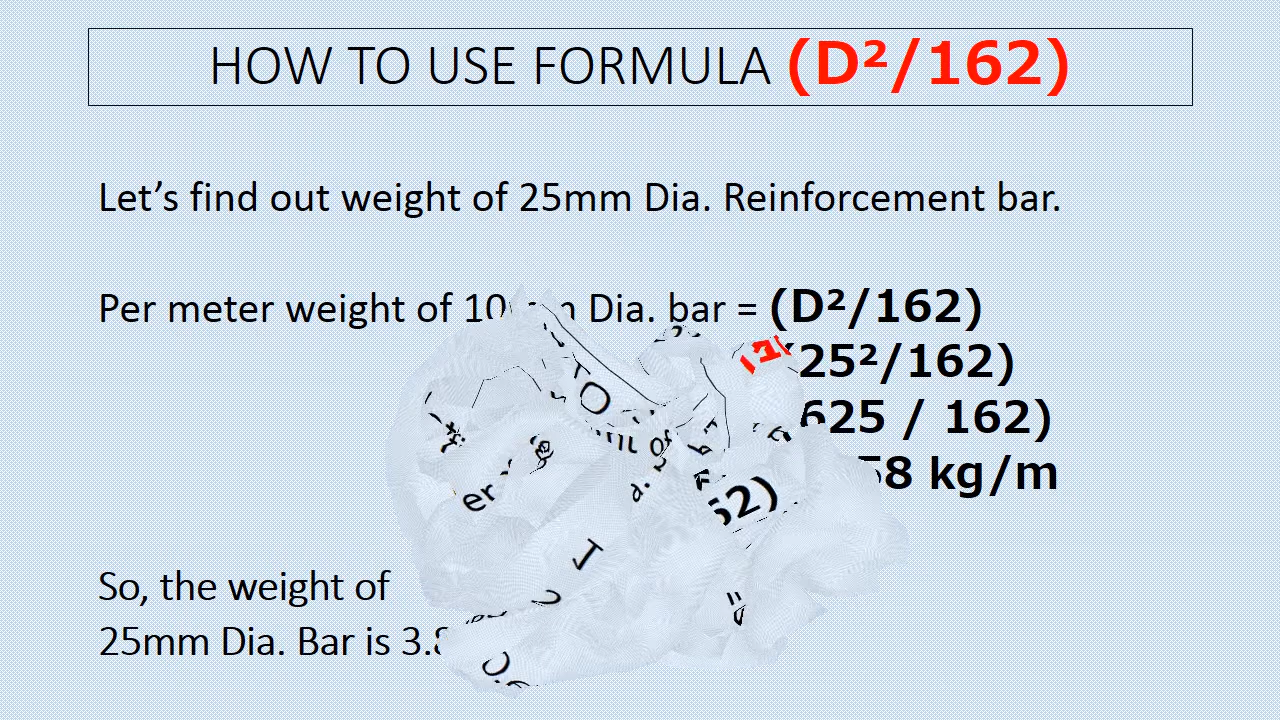 HOW TO USE FORMULA (D²/162)
Let’s find out weight of 25mm Dia. Reinforcement bar.
Per meter weight of Dia. bar = (D²/162)
25²/162)
625 / 162)
kg/m
So, the weight of
25mm Dia. Bar is